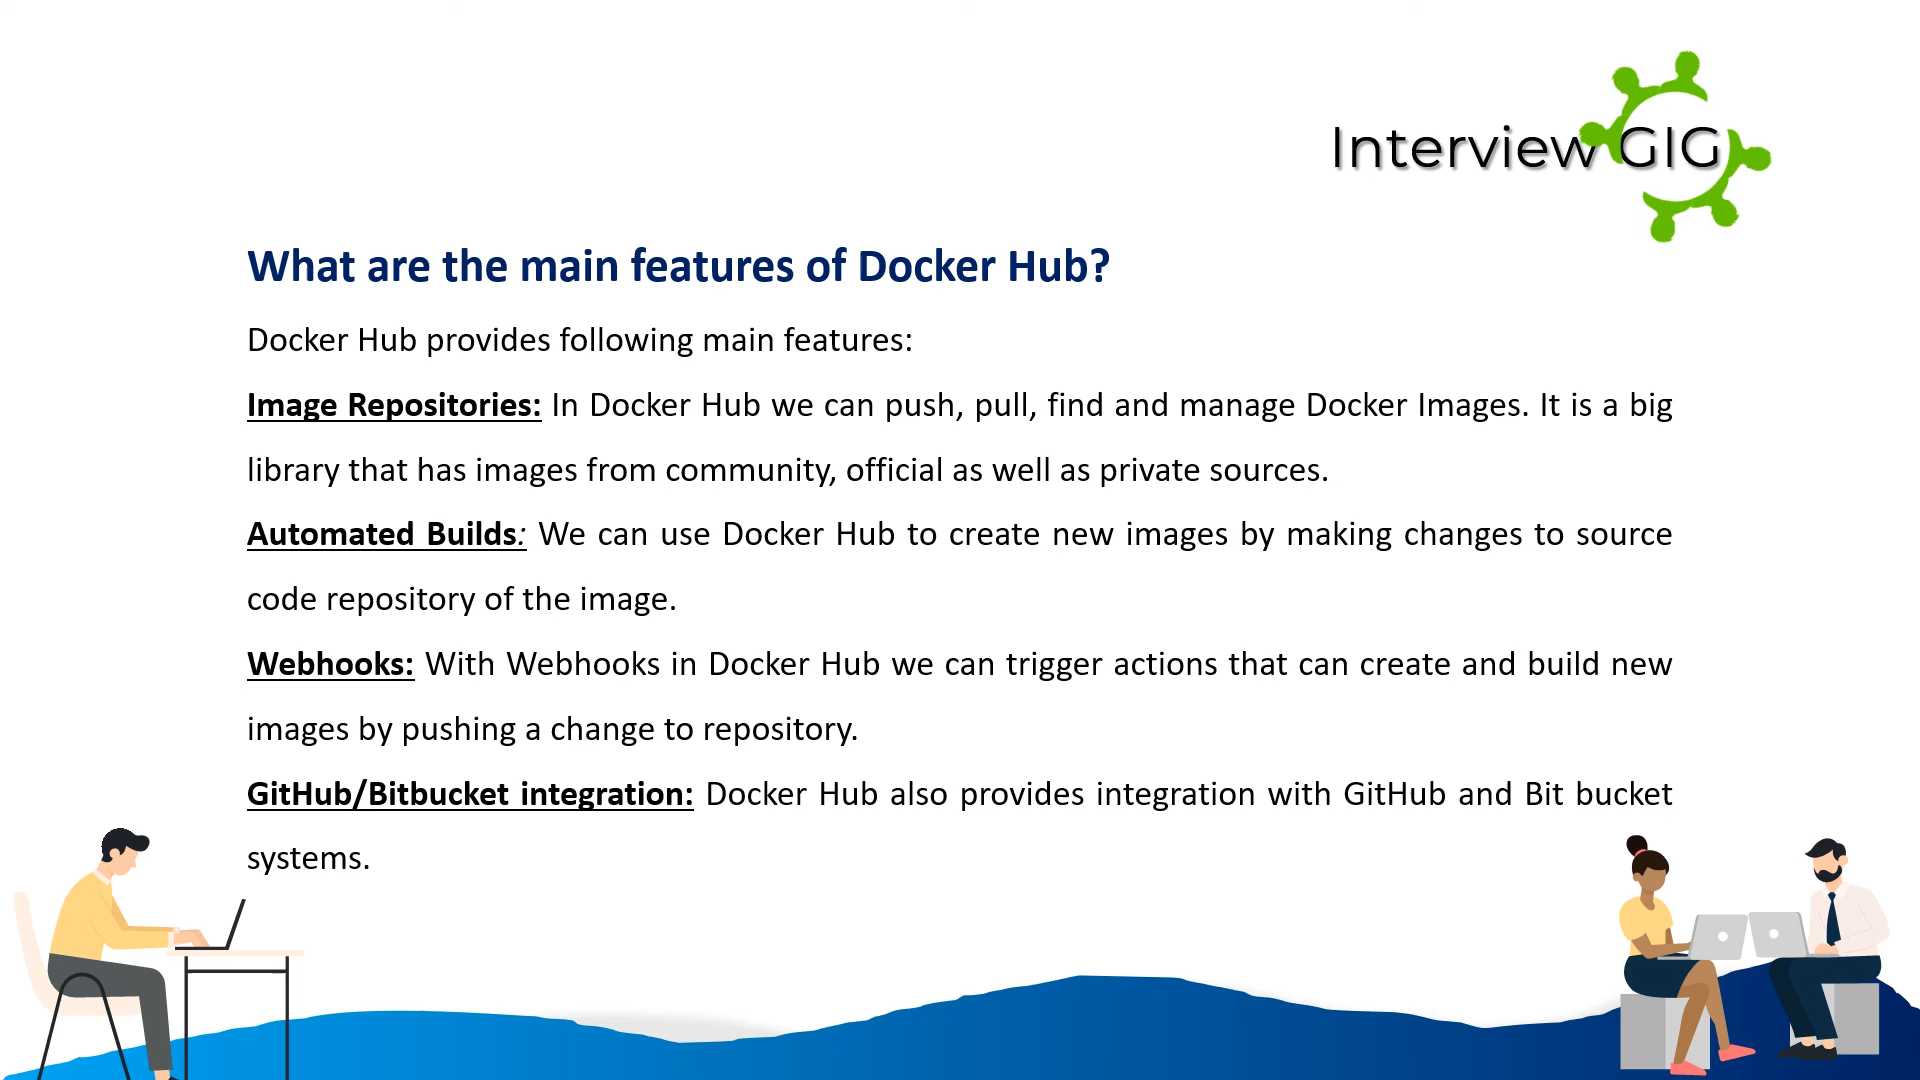 Interview GIG
What are the main features of Docker Hub?
Docker Hub provides following main features:
Image Repositories: In Docker Hub we can push, pull, find and manage Docker Images. It is a big
library that has images from community, official as well as private sources.
Automated Builds: We can use Docker Hub to create new images by making changes to source
code repository of the image.
Webhooks: With Webhooks in Docker Hub we can trigger actions that can create and build new
images by pushing a change to repository.
GitHub/Bitbucket integration: Docker Hub also provides integration with GitHub and Bit bucket
systems.